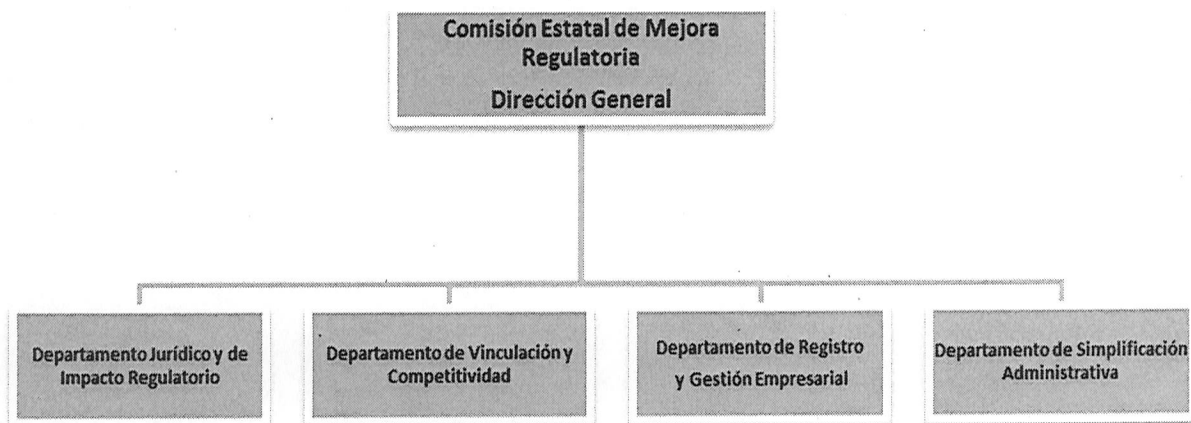 Comisión Estatal de Mejora
Regulatoria
Dirección General
Departamento Jurídico y de
Impacto Regulatorio
Departamento de Vinculación y
Competitividad
Departamento de Registro
y Gestión Empresarial
Departamento de Simplificación
Administrativa